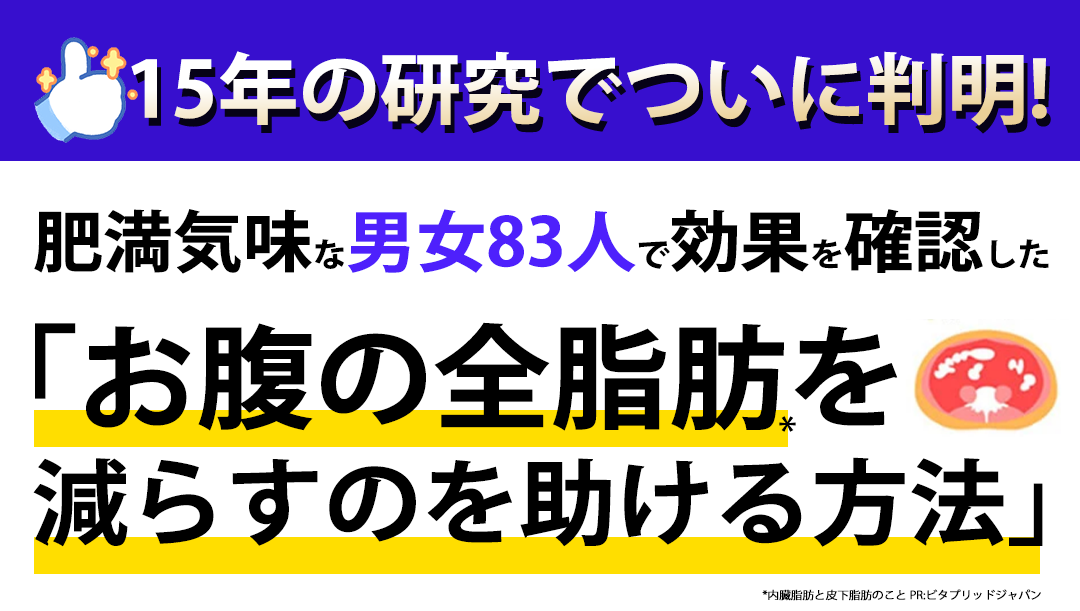 15年の研究でついに判明!
肥満気味な男女83人で効果を確認した
「お腹の全脂肪*を
減らすのを助ける方法」
*内臓脂肪と皮下脂肪のこと PR:ピタブリッドジャパン